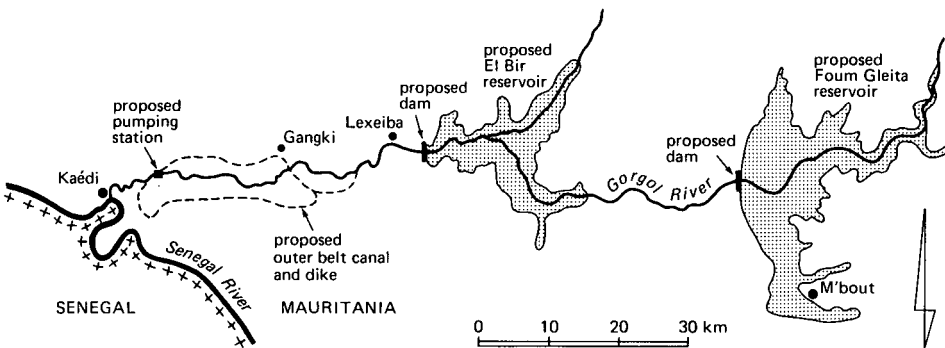 proposed
El Bir
reservoir
proposed
Foum Gleita
reservoir
proposed
dam
proposed
pumping
station
Gangki
Lexeiba
proposed
dam
Kaédi
Gorgol River
proposed
outer belt canal
and dike
Senegal River
M'bout
SENEGAL
MAURITANIA
0 10 20 30 km